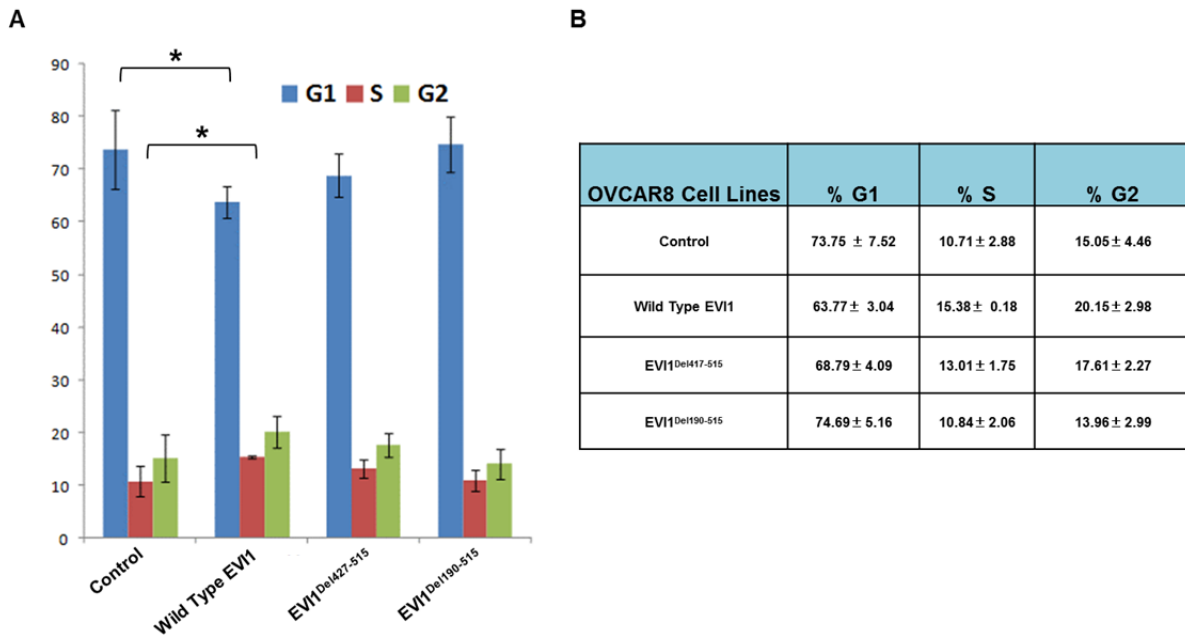 A
B
*
*
G1 S G2
90
80
70
60
50
40
30
20
10
0
Control
Wild Type EVI1
EVI1Del427-515
EVI1Del190-515
OVCAR8 Cell Lines % G1 % S % G2
Control 73.75 ± 7.52 10.71 ± 2.88 15.05 ± 4.46
Wild Type EVI1 63.77 ± 3.04 15.38 ± 0.18 20.15 ± 2.98
EVI1Del417-515 68.79 ± 4.09 13.01 ± 1.75 17.61 ± 2.27
EVI1Del190-515 74.69 ± 5.16 10.84 ± 2.06 13.96 ± 2.99